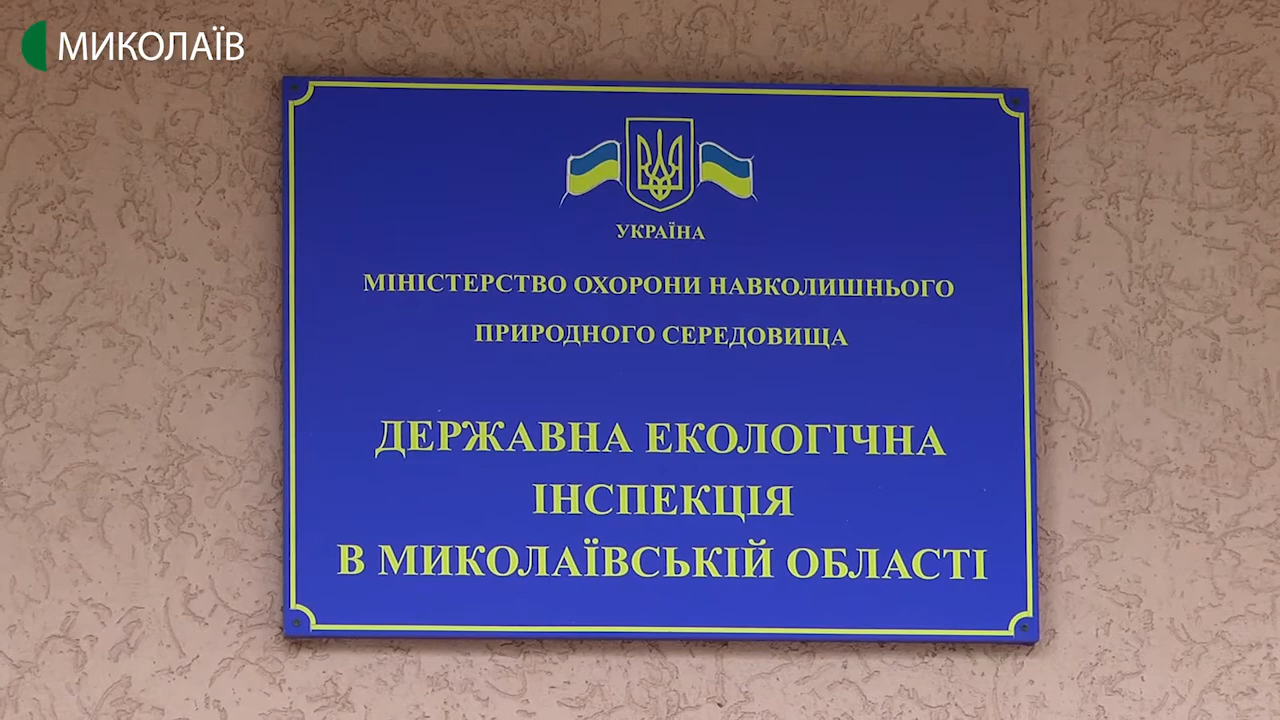 МИКОЛАЇВ
УКРАЇНА
МІНІСТЕРСТВО ОХОРОНИ НАВКОЛИШНЬОГО
ПРИРОДНОГО СЕРЕДОВИЩА
ДЕРЖАВНА ЕКОЛОГІЧНА
ІНСПЕКЦІЯ
В МИКОЛАЇВСЬКІЙ ОБЛАСТІ